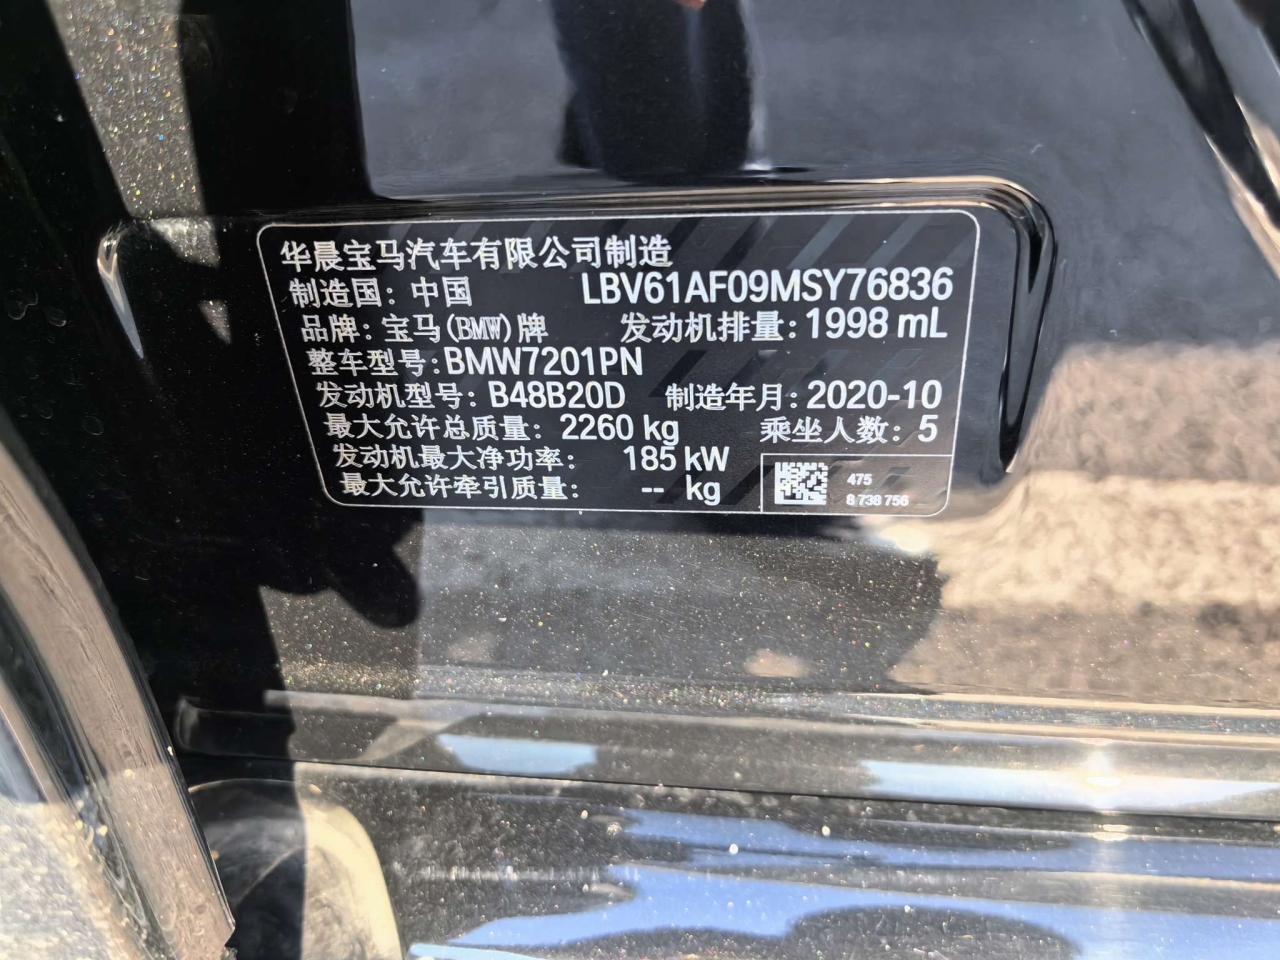 华晨宝马汽车有限公司制造
制造国: 中国 LBV61AF09MSY76836
品牌: 宝马(BMW)牌 发动机排量: 1998 mL
整车型号: BMW7201PN
发动机型号: B48B20D 制造年月: 2020-10
最大允许总质量: 2260 kg 乘坐人数: 5
发动机最大净功率: 185 kW
最大允许牵引质量: -- kg
475
8 738 756